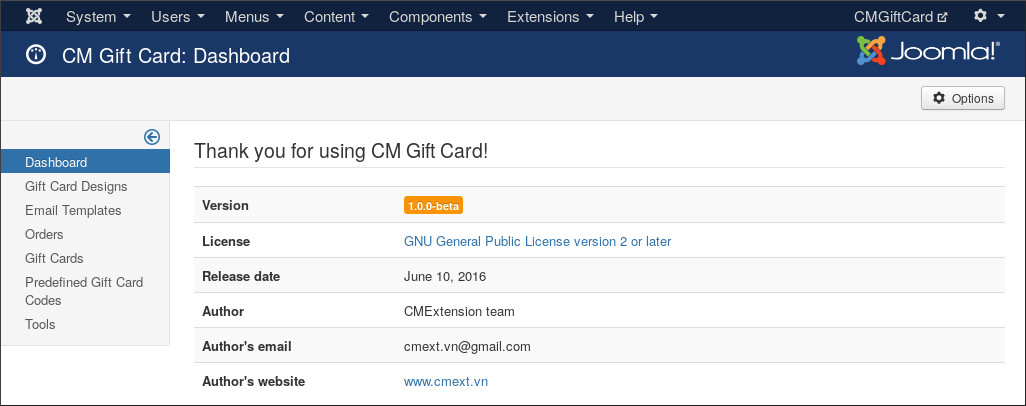 System Users Menus Content Components Extensions Help CMGiftCard
CM Gift Card: Dashboard Joomla!®
Options
Dashboard
Gift Card Designs
Email Templates
Orders
Gift Cards
Predefined Gift Card
Codes
Tools
Thank you for using CM Gift Card!
Version 1.0.0-beta
License GNU General Public License version 2 or later
Release date June 10, 2016
Author CMExtension team
Author's email cmext.vn@gmail.com
Author's website www.cmext.vn